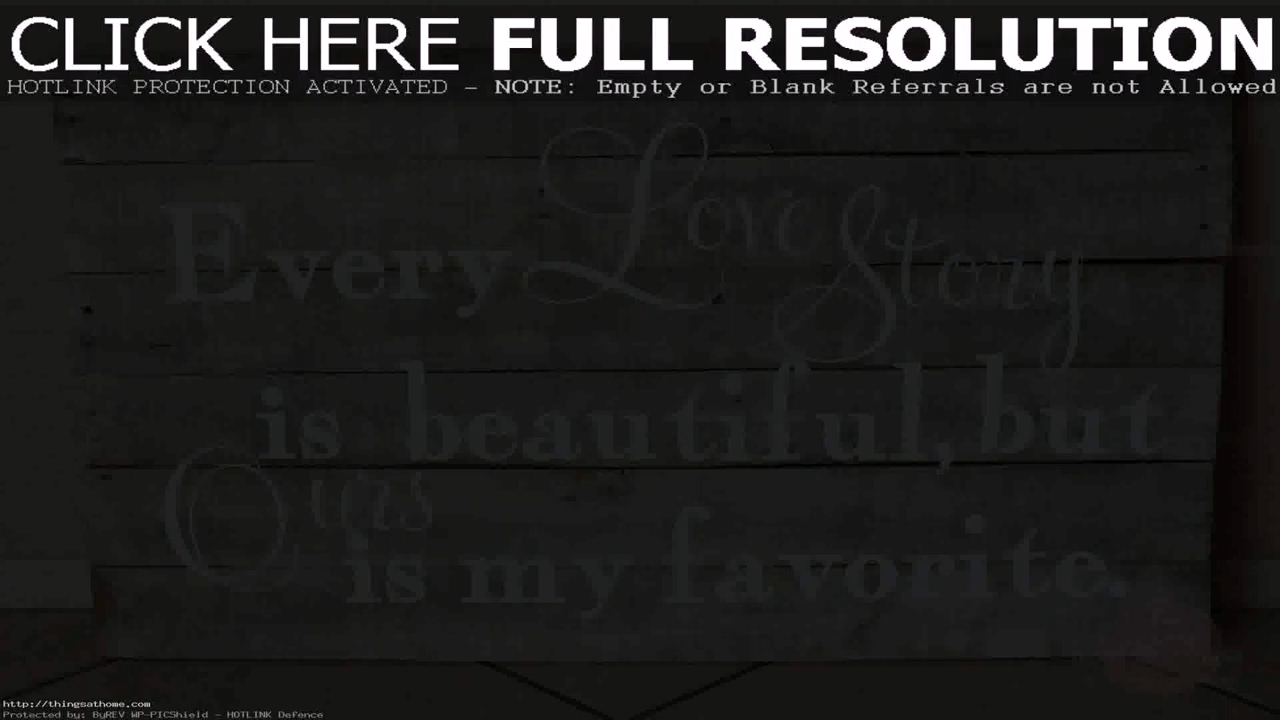 CLICK HERE FULL RESOLUTION
HOTLINK PROTECTION ACTIVATED - NOTE: Empty or Blank Referrals are not Allowed
Every Love Story
is beautiful, but
Ours
is my favorite.
http://thingsathome.com
Protected by: ByREV WP-PICShield - HOTLINK Defence